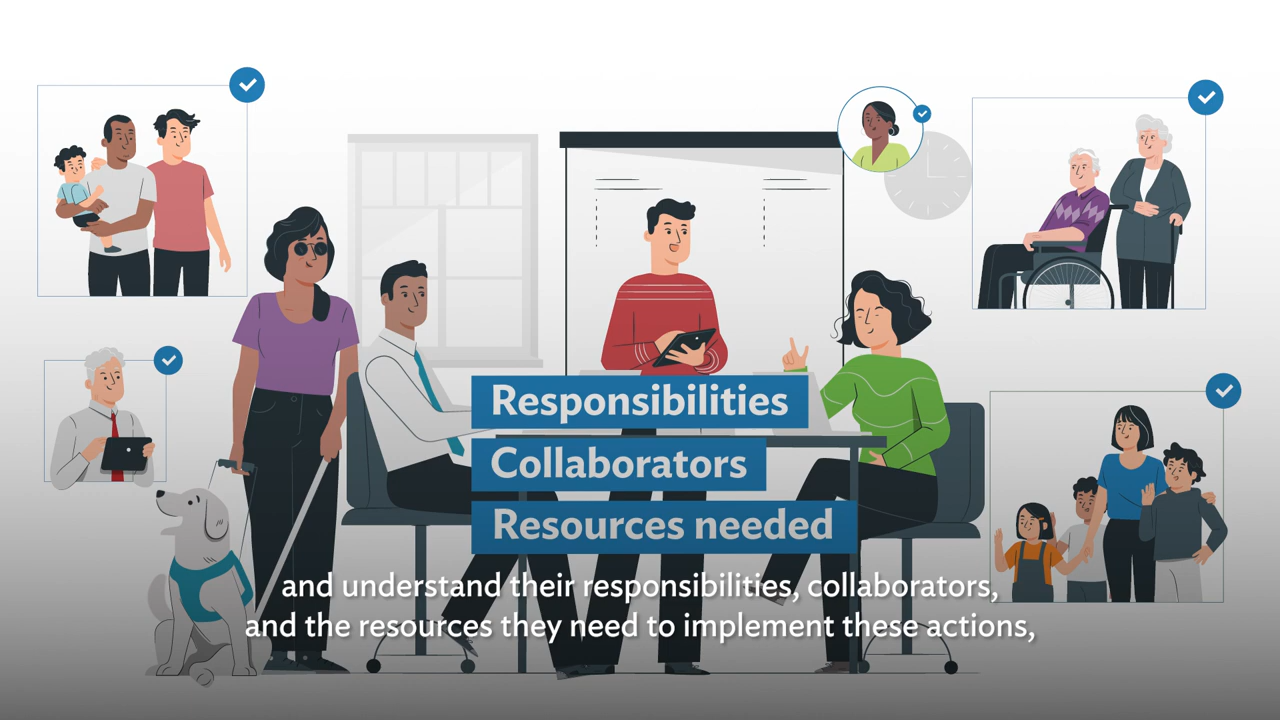 Responsibilities
Collaborators
Resources needed
and understand their responsibilities, collaborators,
and the resources they need to implement these actions,